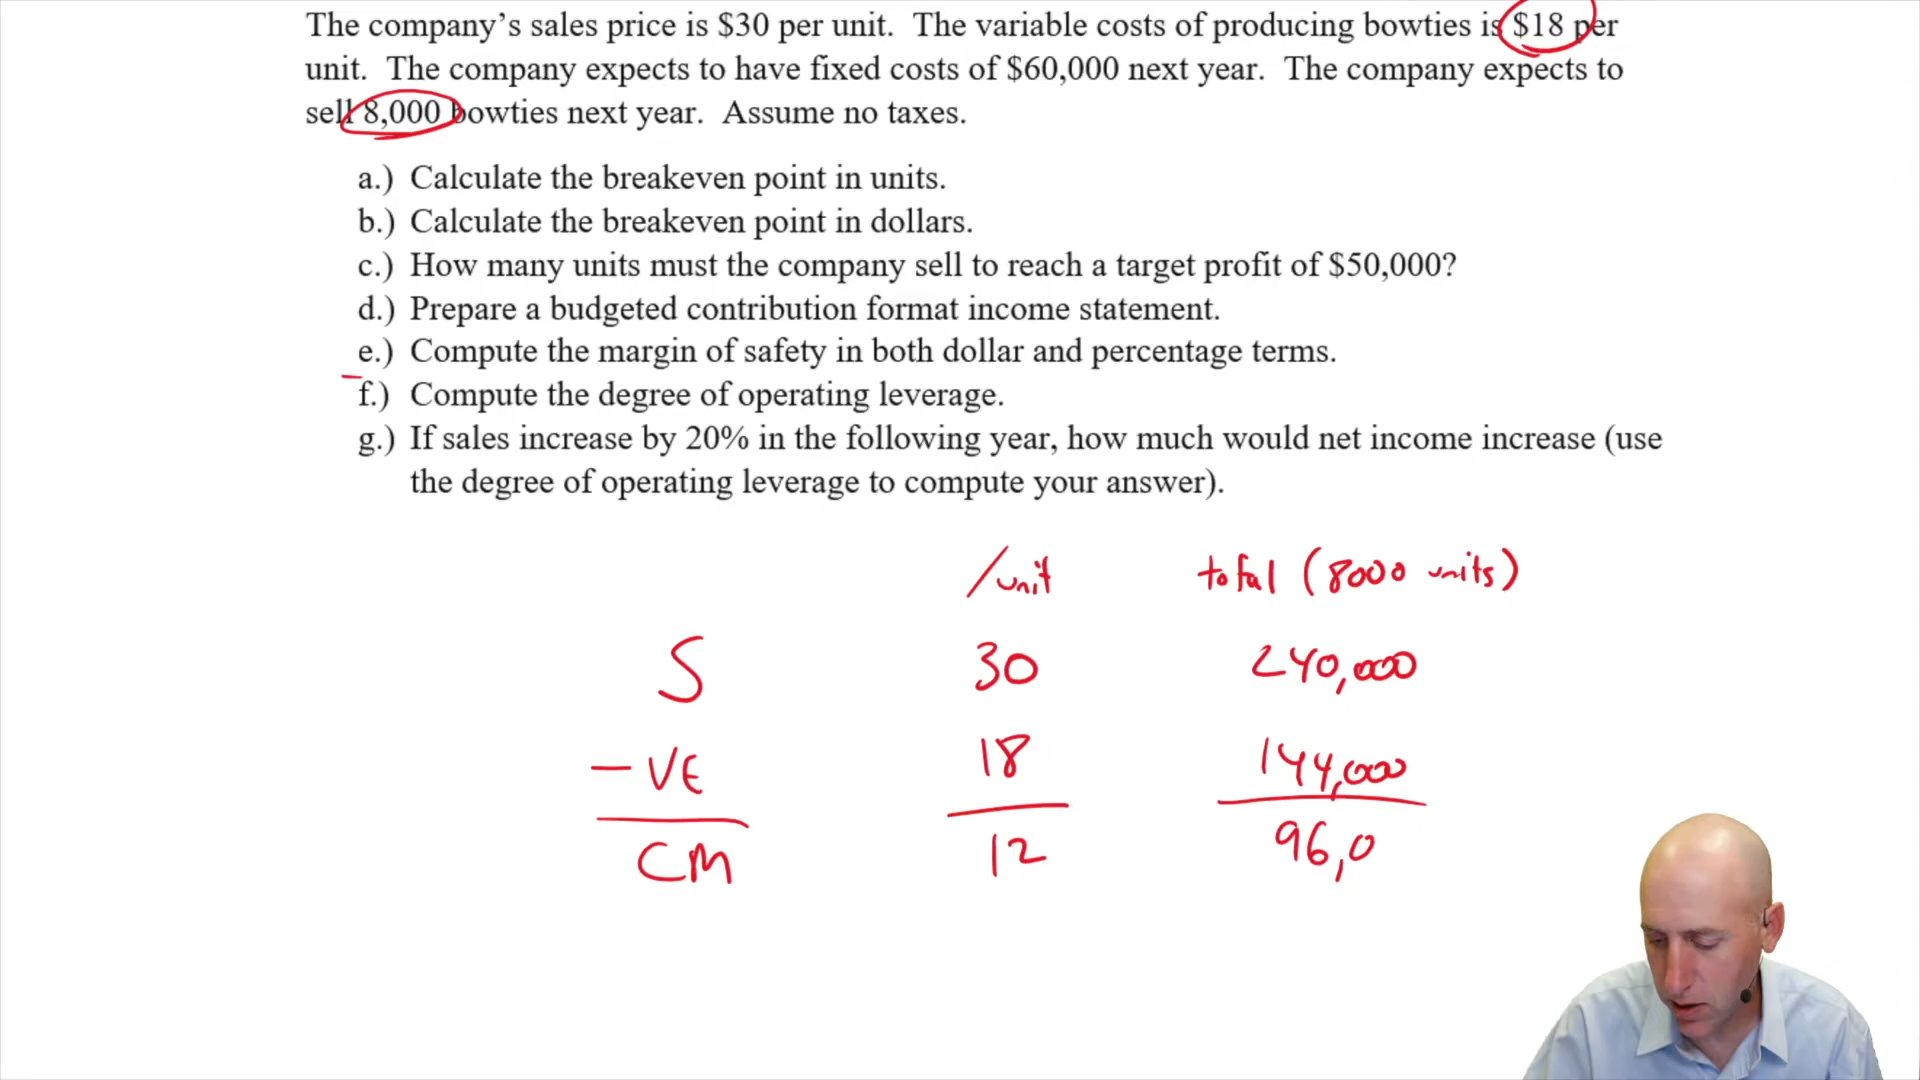 The company’s sales price is $30 per unit. The variable costs of producing bowties is $18 per
unit. The company expects to have fixed costs of $60,000 next year. The company expects to
sell 8,000 bowties next year. Assume no taxes.
a.) Calculate the breakeven point in units.
b.) Calculate the breakeven point in dollars.
c.) How many units must the company sell to reach a target profit of $50,000?
d.) Prepare a budgeted contribution format income statement.
e.) Compute the margin of safety in both dollar and percentage terms.
f.) Compute the degree of operating leverage.
g.) If sales increase by 20% in the following year, how much would net income increase (use
the degree of operating leverage to compute your answer).
/unit total (8000 units)
S 30 240,000
- VE 18 144,000
CM 12 96,0